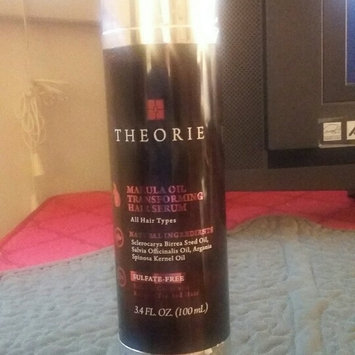 THEORIE
MARULA OIL
TRANSFORMING
HAIR SERUM
All Hair Types
NATURAL INGREDIENTS
Sclerocarya Birrea Seed Oil,
Salvia Officinalis Oil, Argania
Spinosa Kernel Oil
SULFATE-FREE
3.4 FL. OZ. (100 mL)